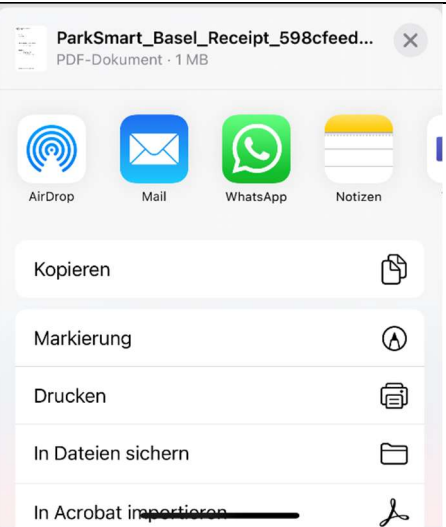 ParkSmart_Basel_Receipt_598cfeed...
PDF-Dokument · 1 MB
AirDrop
Mail
WhatsApp
Notizen
Kopieren
Markierung
Drucken
In Dateien sichern
In Acrobat importieren